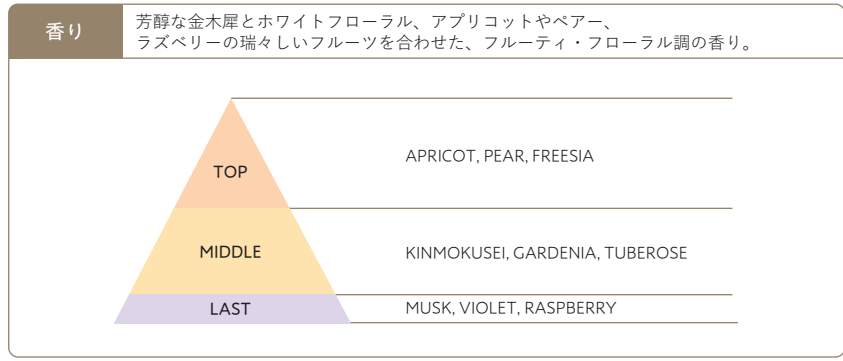 香り
芳醇な金木犀とホワイトフローラル、アプリコットやペアー、
ラズベリーの瑞々しいフルーツを合わせた、フルーティ・フローラル調の香り。
TOP
APRICOT, PEAR, FREESIA
MIDDLE
KINMOKUSEI, GARDENIA, TUBEROSE
LAST
MUSK, VIOLET, RASPBERRY